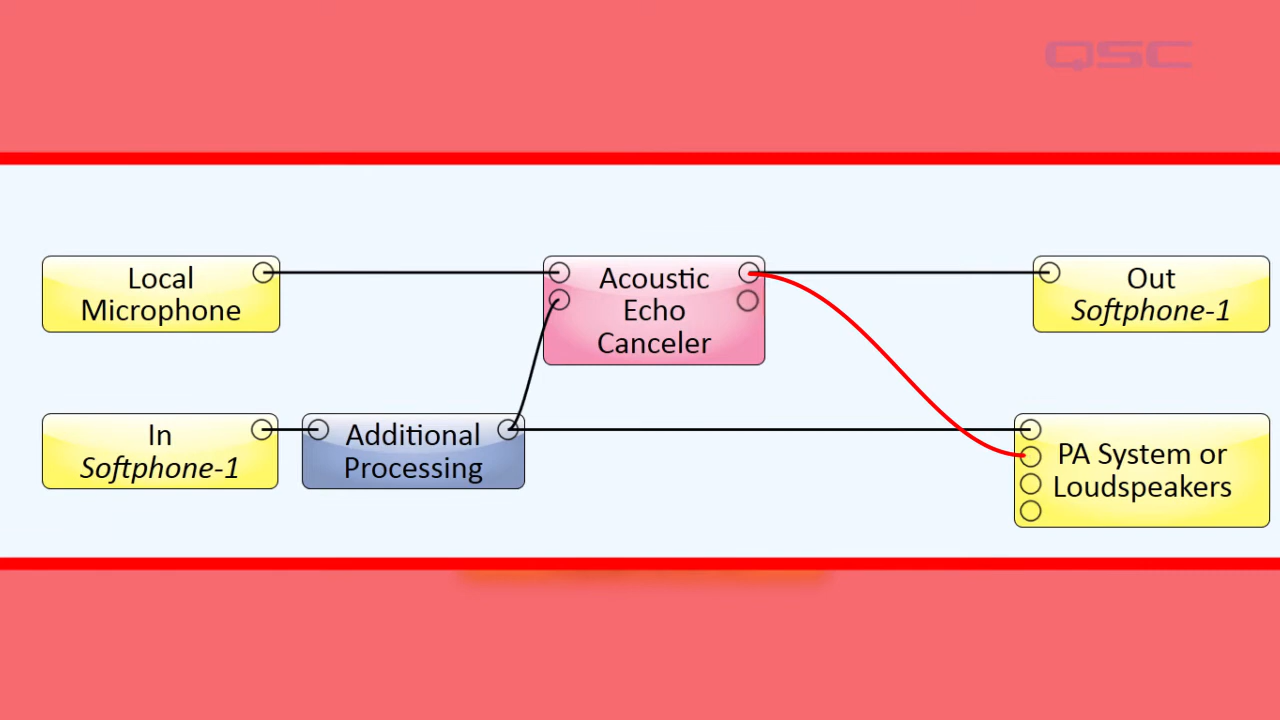 QSC
Local
Microphone
Acoustic
Echo
Canceler
Out
Softphone-1
In
Softphone-1
Additional
Processing
PA System or
Loudspeakers